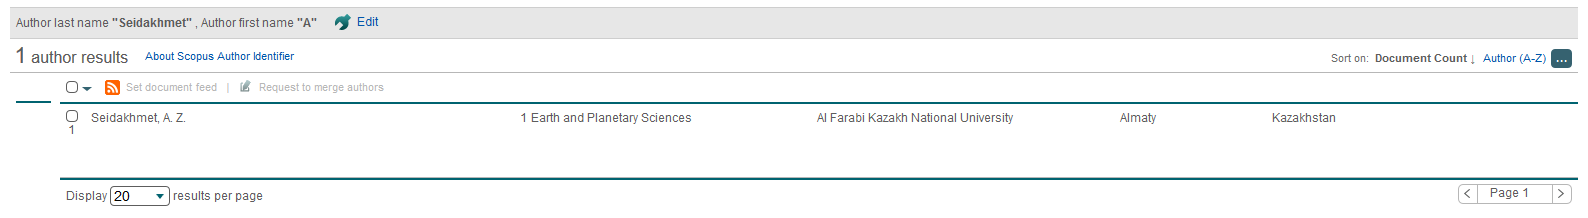 Author last name "Seidakhmet" , Author first name "A" Edit
1 author results About Scopus Author Identifier Sort on: Document Count ↓ Author (A-Z) ...
Set document feed | Request to merge authors
Seidakhmet, A. Z. 1 Earth and Planetary Sciences Al Farabi Kazakh National University Almaty Kazakhstan
1
Display 20 results per page < Page 1 >